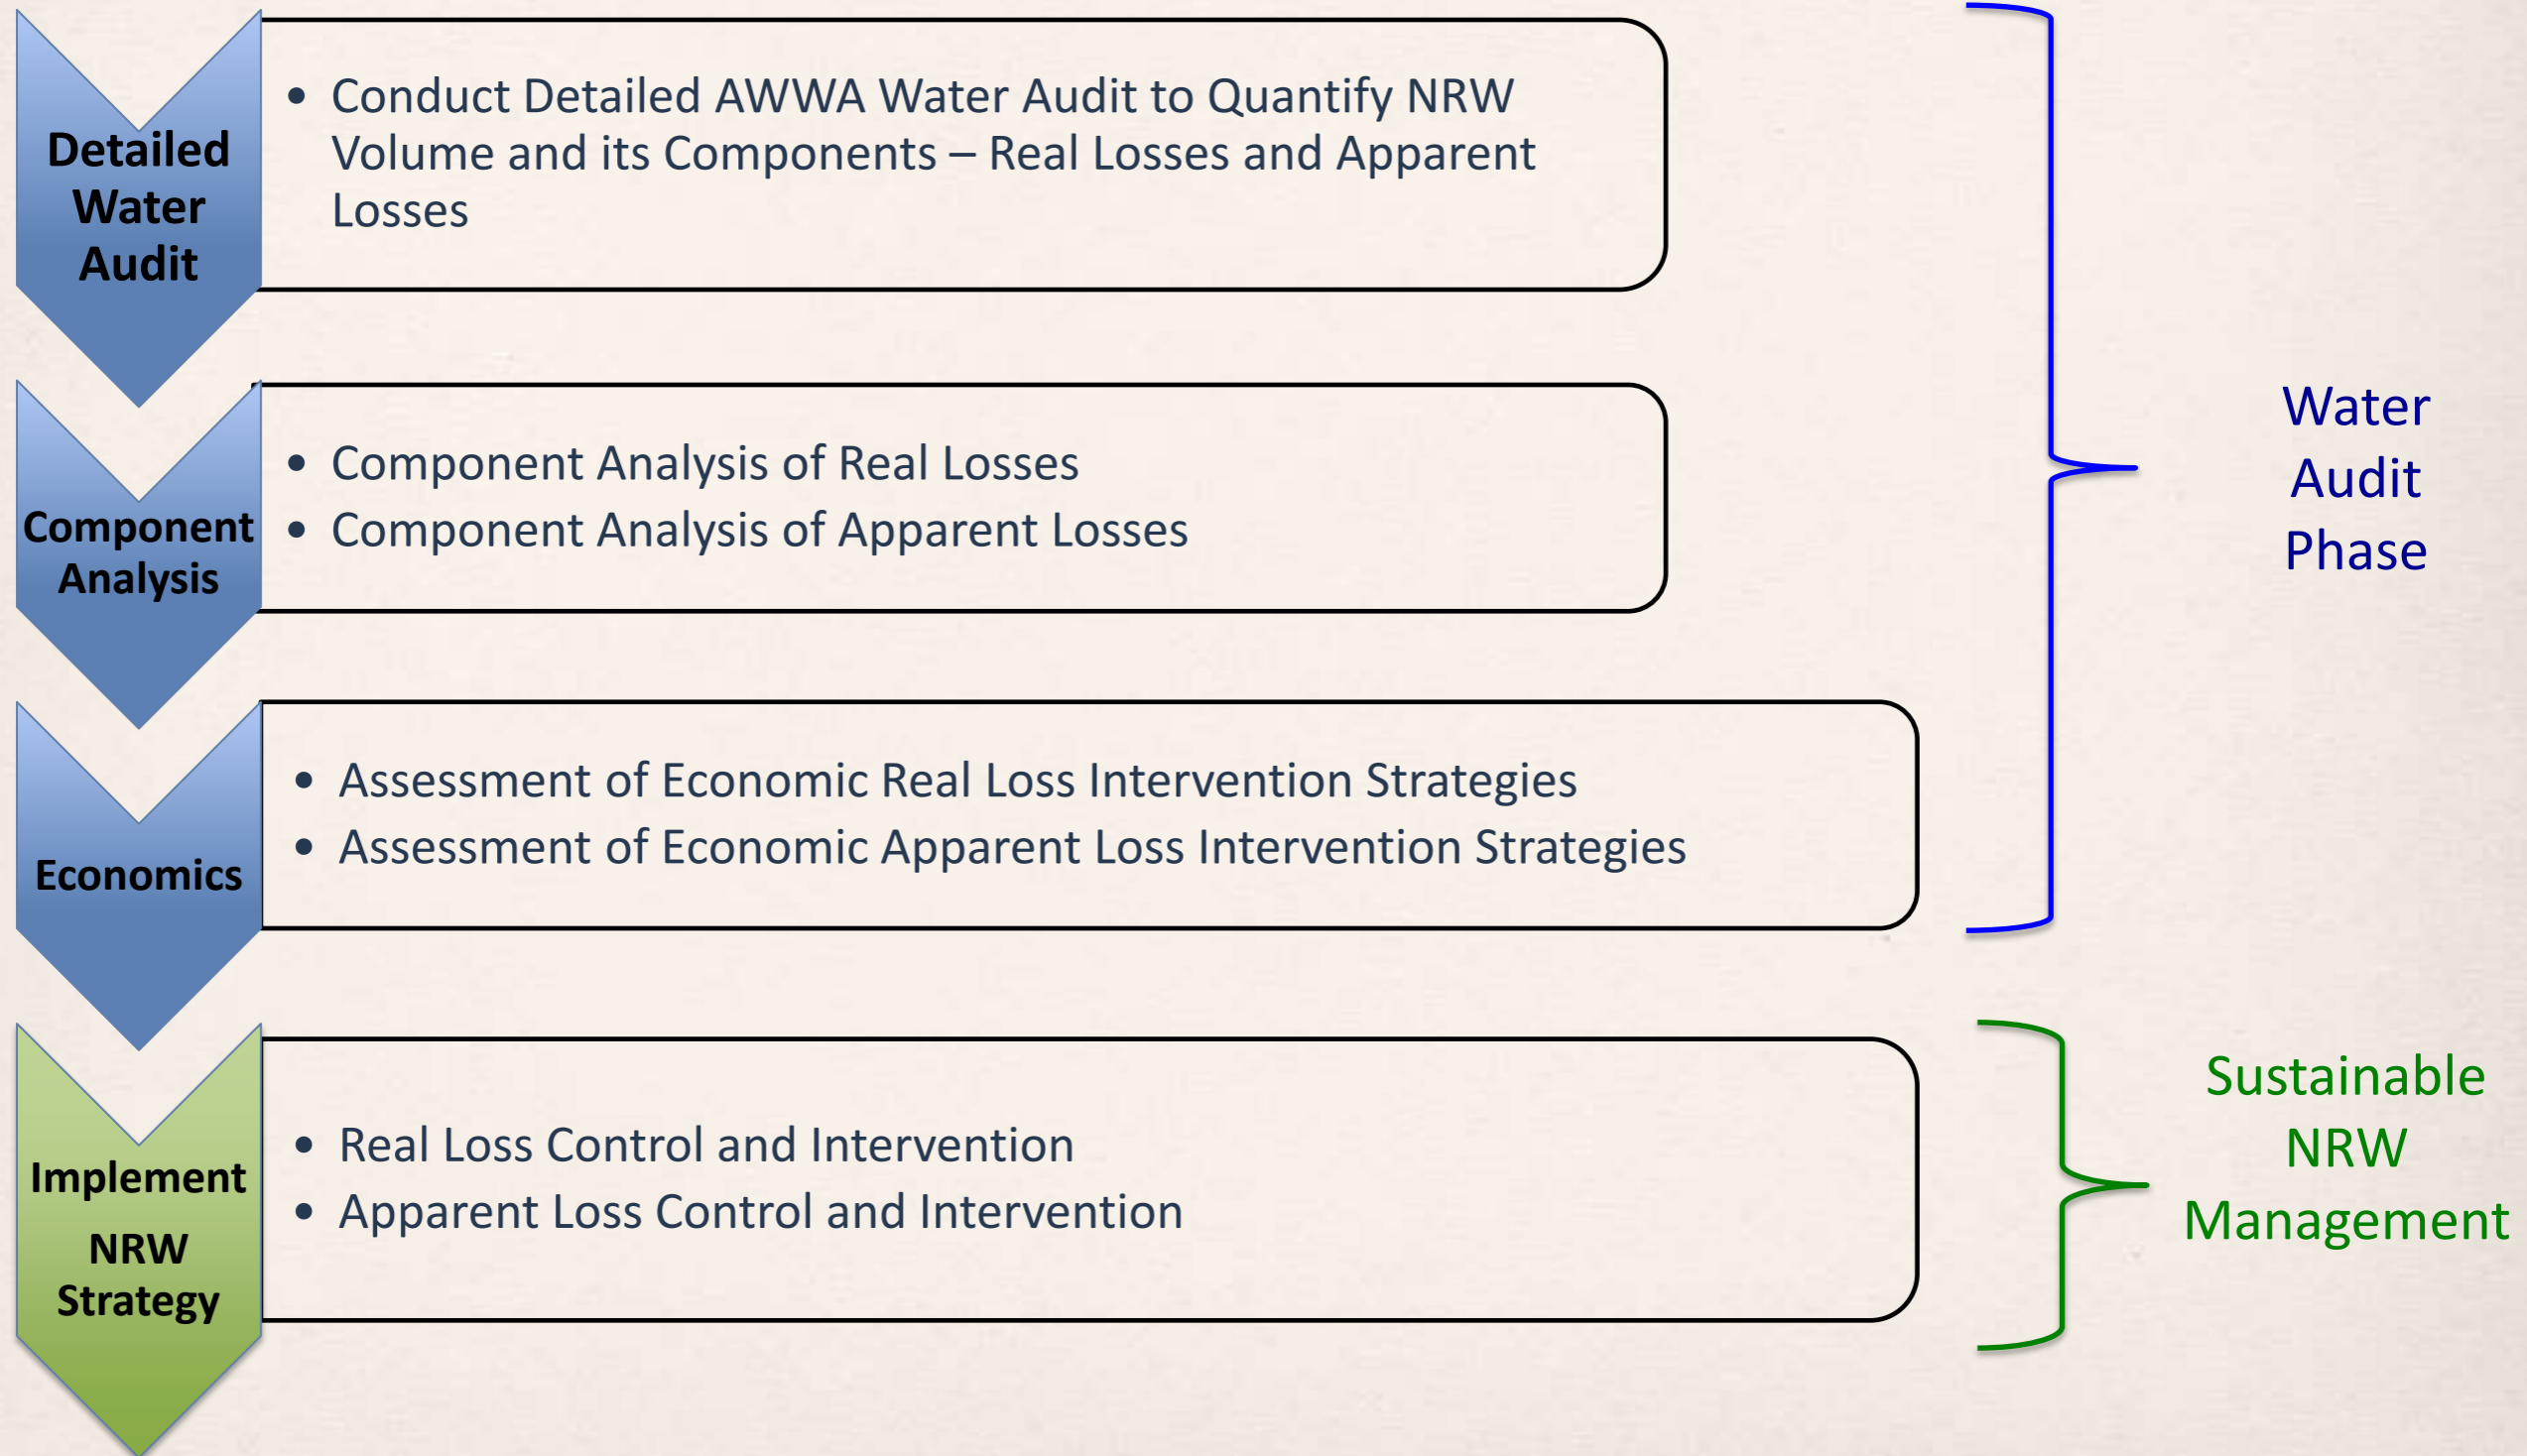 Detailed
Water
Audit
• Conduct Detailed AWWA Water Audit to Quantify NRW
Volume and its Components – Real Losses and Apparent
Losses
Component
Analysis
• Component Analysis of Real Losses
• Component Analysis of Apparent Losses
Economics
• Assessment of Economic Real Loss Intervention Strategies
• Assessment of Economic Apparent Loss Intervention Strategies
Water
Audit
Phase
Implement
NRW
Strategy
• Real Loss Control and Intervention
• Apparent Loss Control and Intervention
Sustainable
NRW
Management